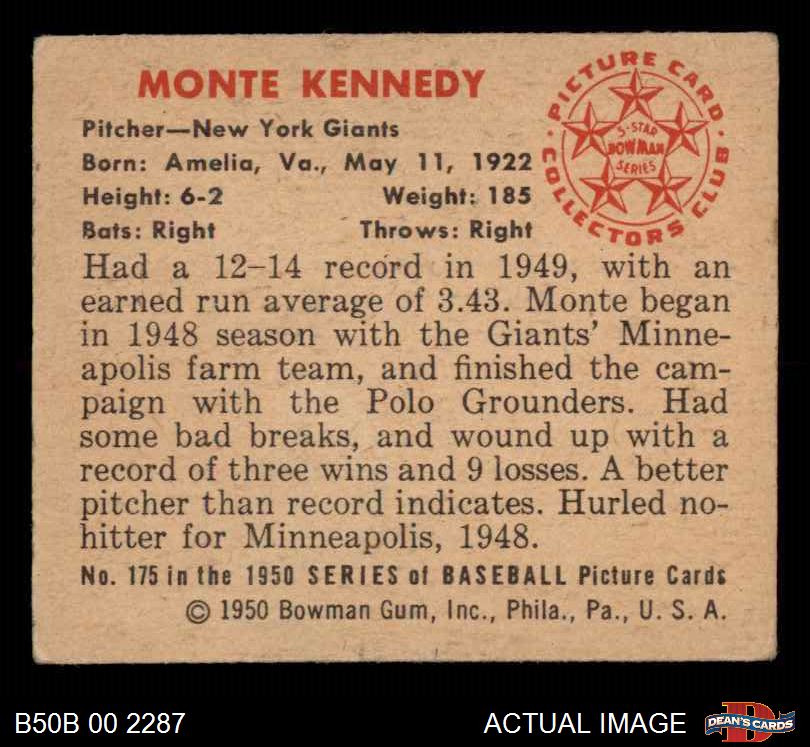 MONTE KENNEDY
Pitcher—New York Giants
Born: Amelia, Va., May 11, 1922
Height: 6-2 Weight: 185
Bats: Right Throws: Right
PICTURE CARD
COLLECTORS CLUB
5-STAR
BOWMAN
SERIES
Had a 12–14 record in 1949, with an
earned run average of 3.43. Monte began
in 1948 season with the Giants' Minne-
apolis farm team, and finished the cam-
paign with the Polo Grounders. Had
some bad breaks, and wound up with a
record of three wins and 9 losses. A better
pitcher than record indicates. Hurled no-
hitter for Minneapolis, 1948.
No. 175 in the 1950 SERIES of BASEBALL Picture Cards
© 1950 Bowman Gum, Inc., Phila., Pa., U. S. A.
B50B 00 2287
ACTUAL IMAGE
D
DEAN'S CARDS